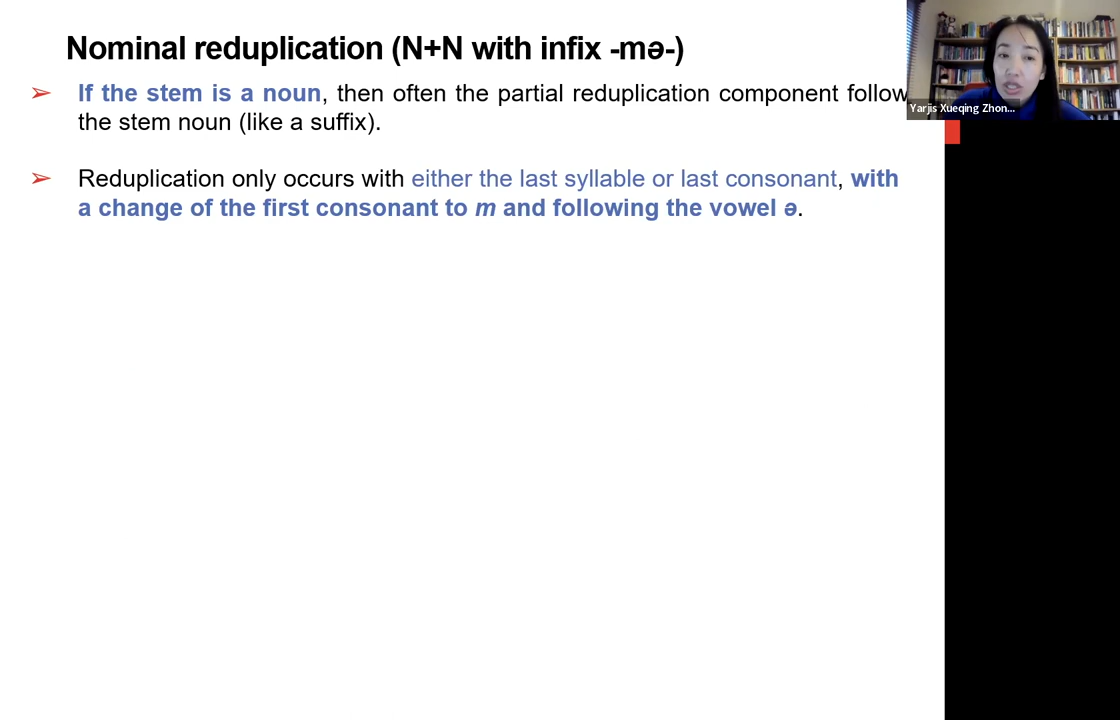 Nominal reduplication (N+N with infix -mə-)
➢ If the stem is a noun, then often the partial reduplication component follow
the stem noun (like a suffix).
➢ Reduplication only occurs with either the last syllable or last consonant, with
a change of the first consonant to m and following the vowel ə.
Yarjis Xueqing Zhon...